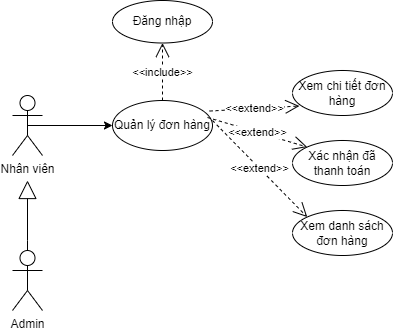 Đăng nhập
<<include>>
Xem chi tiết đơn
hàng
<<extend>>
Quản lý đơn hàng
<<extend>>
Xác nhận đã
thanh toán
Nhân viên
<<extend>>
Xem danh sách
đơn hàng
Admin